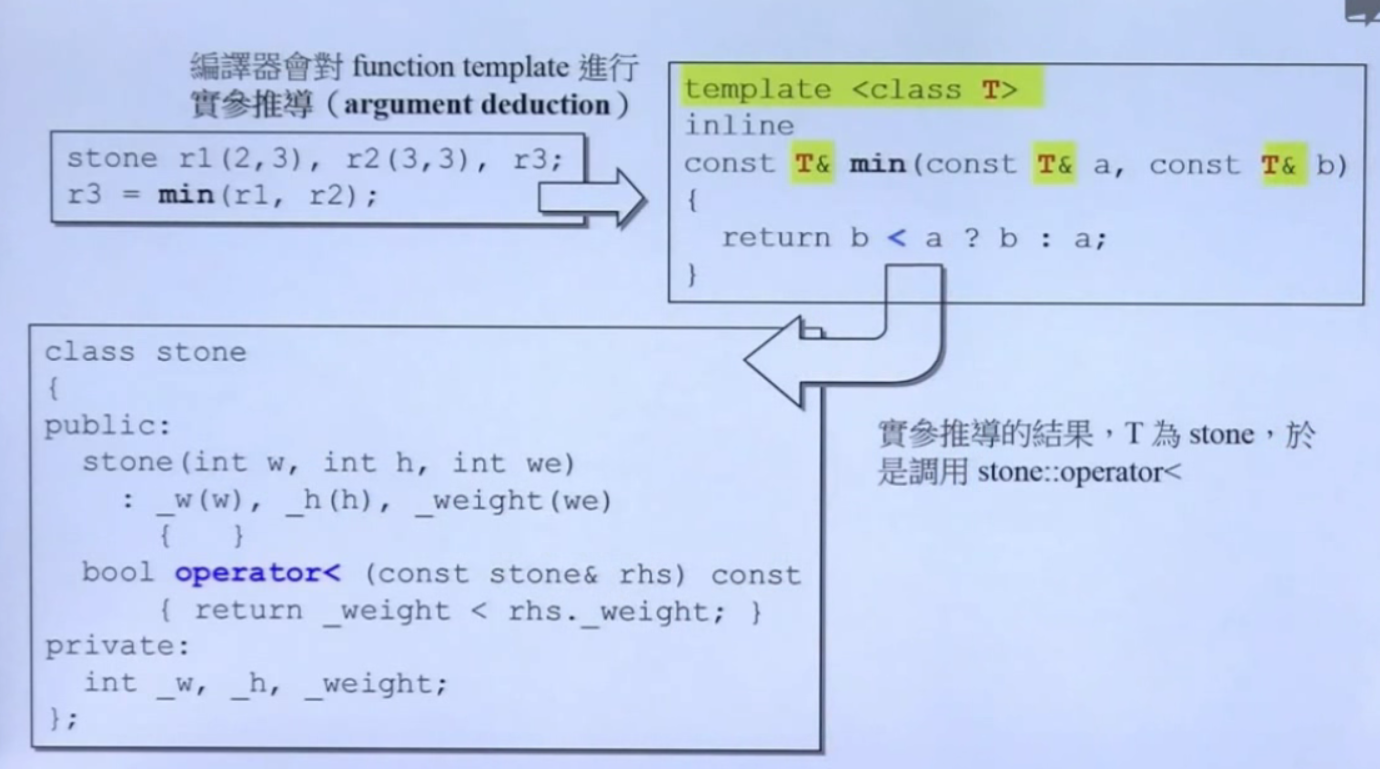 編譯器會對 function template 進行
實參推導（argument deduction）
stone r1(2,3), r2(3,3), r3;
r3 = min(r1, r2);
template <class T>
inline
const T& min(const T& a, const T& b)
{
  return b < a ? b : a;
}
class stone
{
public:
  stone(int w, int h, int we)
    : _w(w), _h(h), _weight(we)
      {   }
  bool operator< (const stone& rhs) const
      { return _weight < rhs._weight; }
private:
  int _w, _h, _weight;
};
實參推導的結果，T 為 stone，於
是調用 stone::operator<